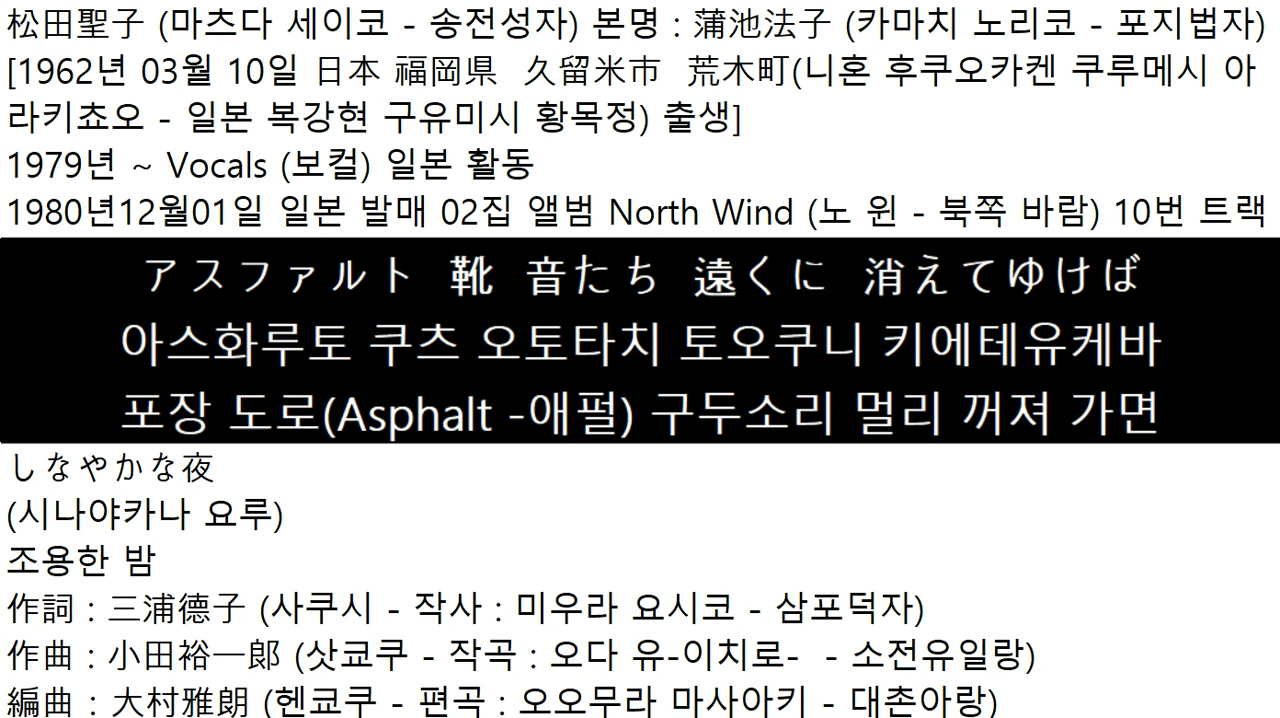 松田聖子 (마츠다 세이코 - 송전성자) 본명 : 蒲池法子 (카마치 노리코 - 포지법자)
[1962년 03월 10일 日本 福岡県 久留米市 荒木町(니혼 후쿠오카켄 쿠루메시 아
라키쵸오 - 일본 복강현 구유미시 황목정) 출생]
1979년 ~ Vocals (보컬) 일본 활동
1980년12월01일 일본 발매 02집 앨범 North Wind (노 윈 - 북쪽 바람) 10번 트랙
アスファルト 靴 音たち 遠くに 消えてゆけば
아스화루토 쿠츠 오토타치 토오쿠니 키에테유케바
포장 도로(Asphalt -애펄) 구두소리 멀리 꺼져 가면
しなやかな夜
(시나야카나 요루)
조용한 밤
作詞 : 三浦德子 (사쿠시 - 작사 : 미우라 요시코 - 삼포덕자)
作曲 : 小田裕一郞 (삿쿄쿠 - 작곡 : 오다 유-이치로- - 소전유일랑)
編曲 : 大村雅朗 (헨쿄쿠 - 편곡 : 오오무라 마사아키 - 대촌아랑)